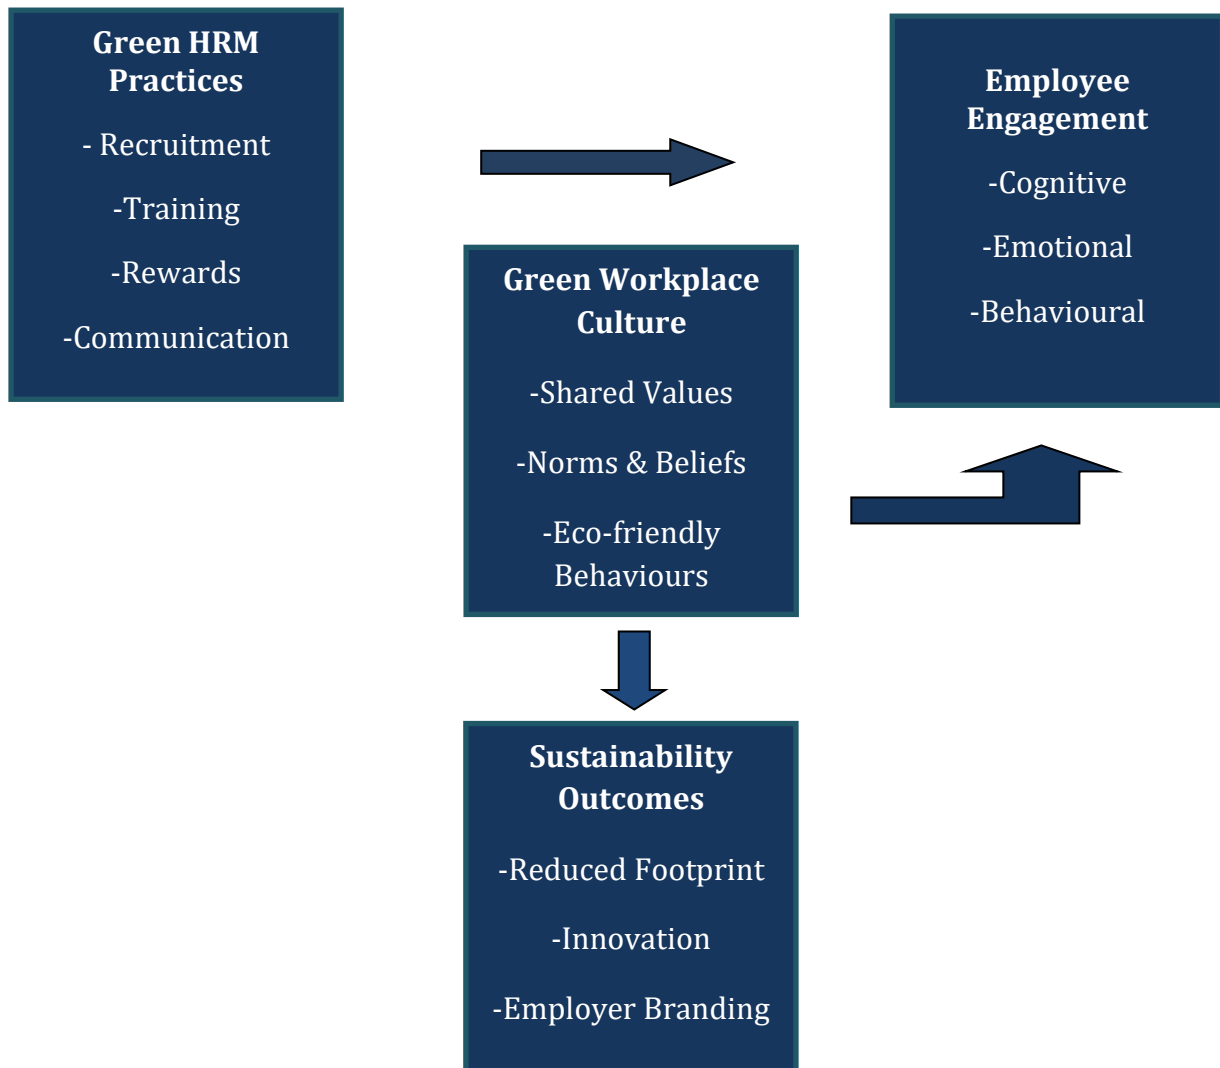 Green HRM
Practices
- Recruitment
-Training
-Rewards
-Communication
Employee
Engagement
-Cognitive
-Emotional
-Behavioural
Green Workplace
Culture
-Shared Values
-Norms & Beliefs
-Eco-friendly
Behaviours
Sustainability
Outcomes
-Reduced Footprint
-Innovation
-Employer Branding